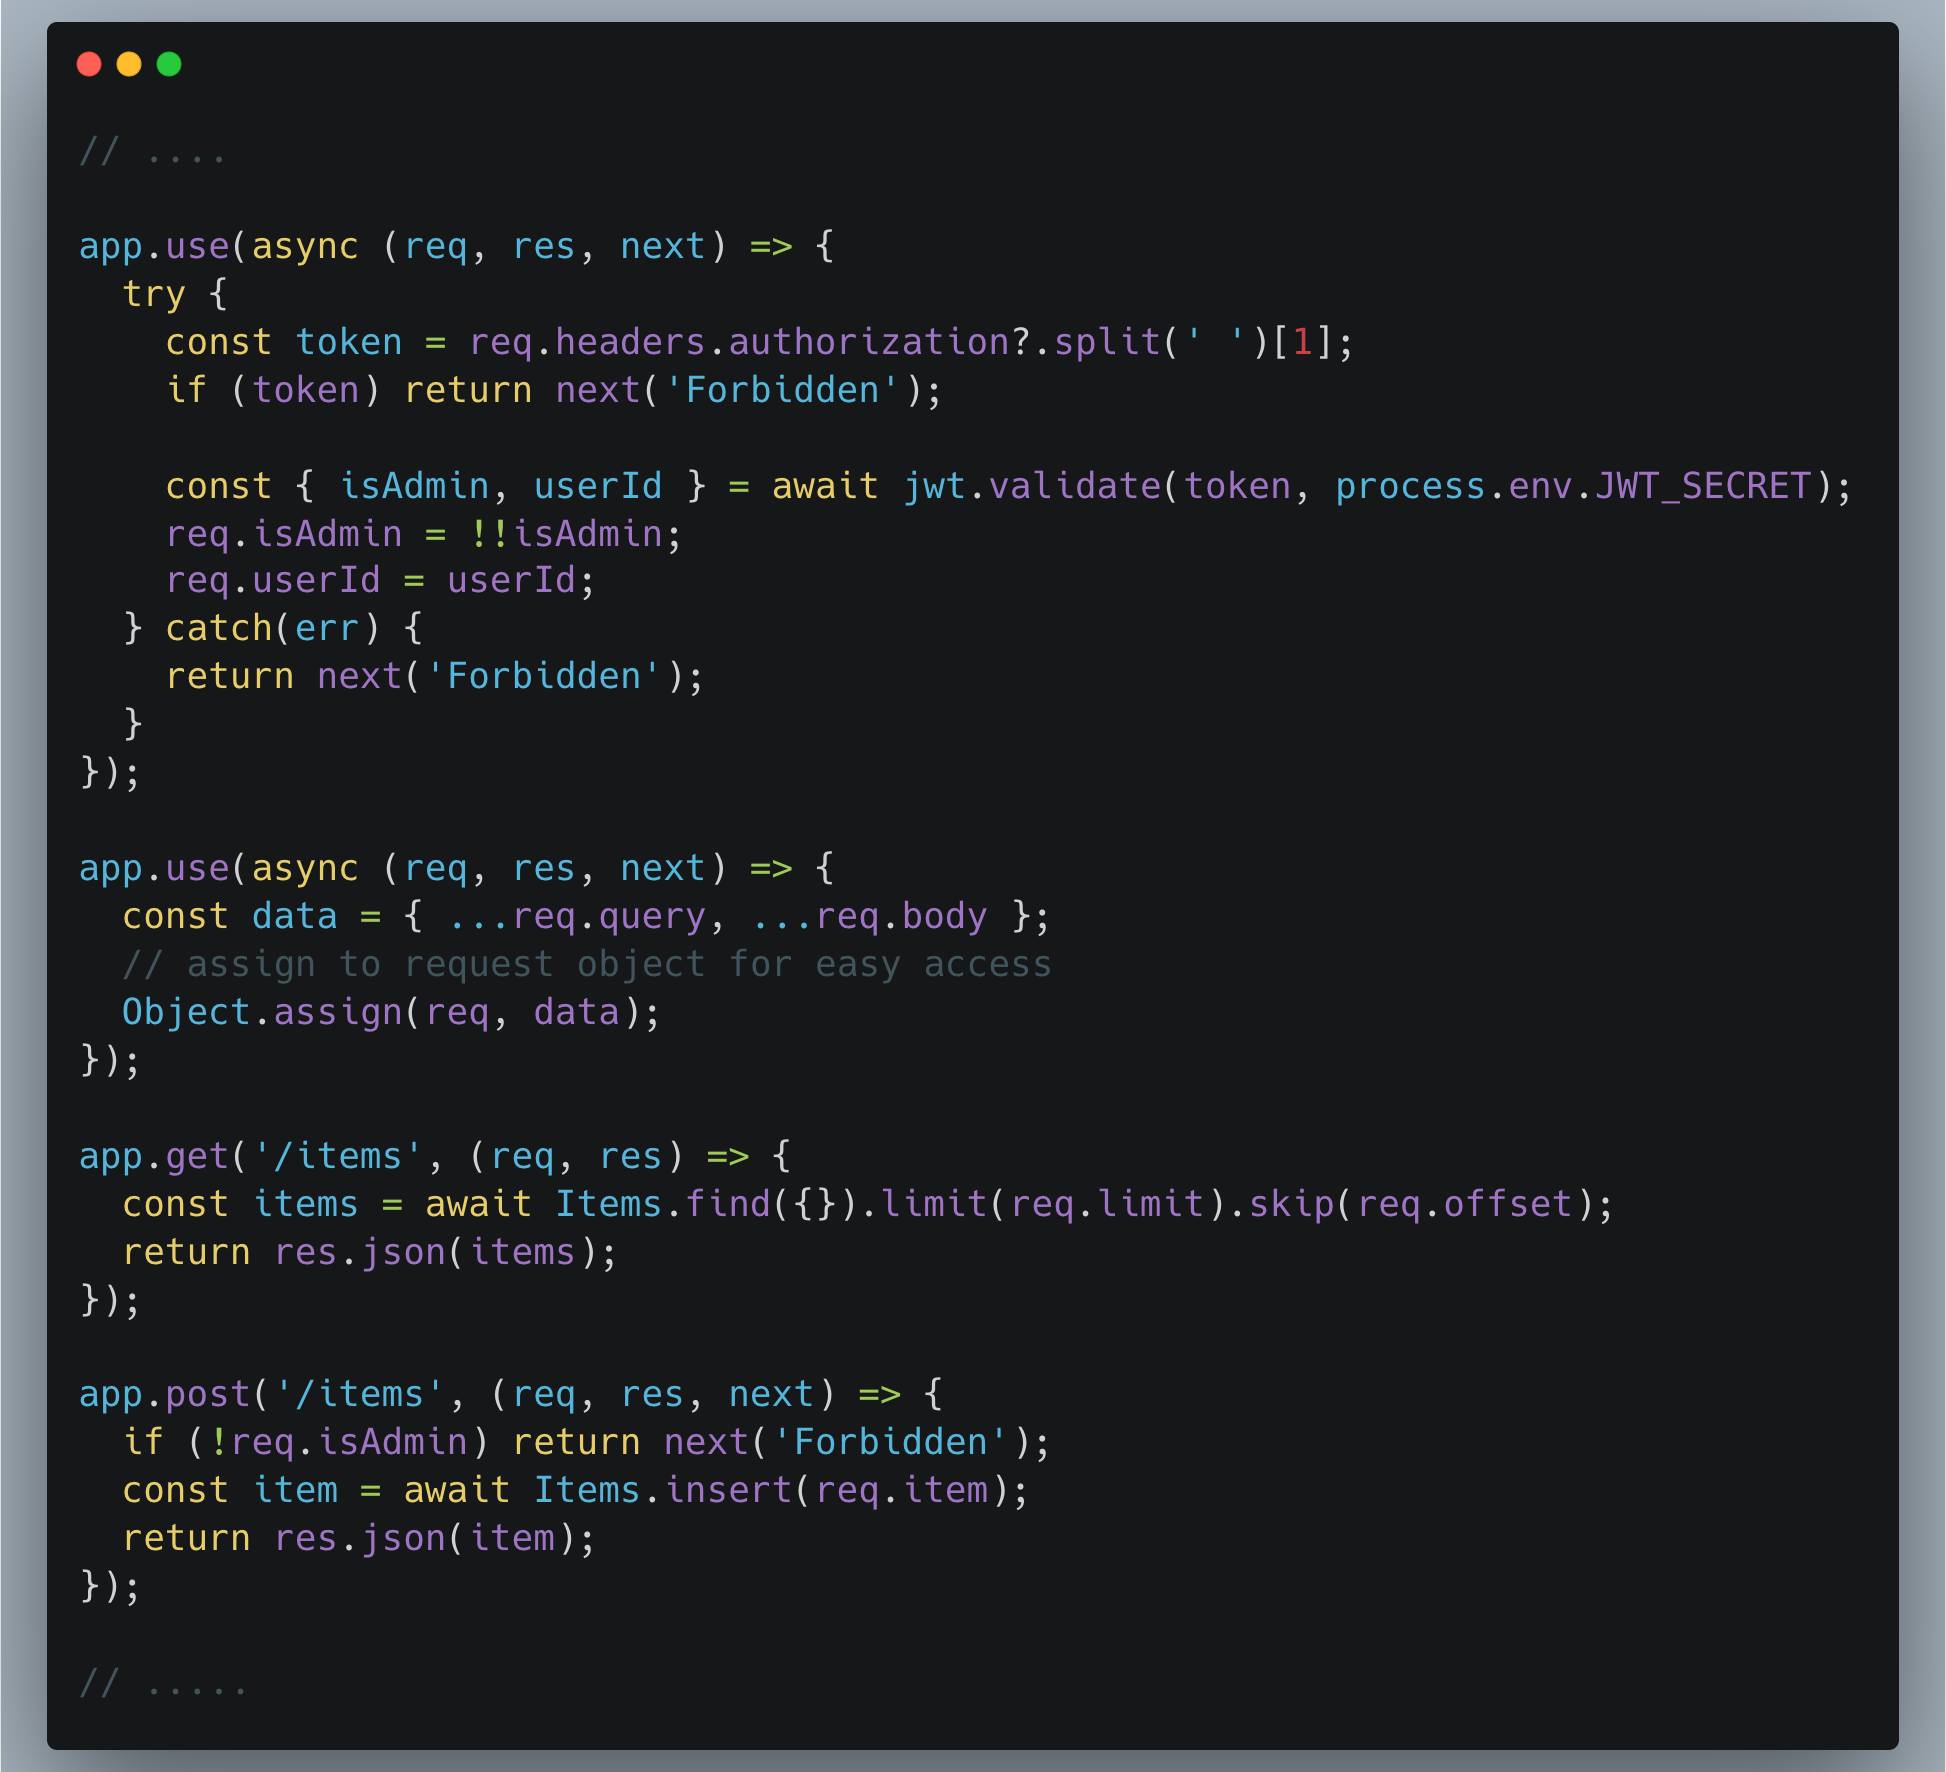 // ....
app.use(async (req, res, next) => {
  try {
    const token = req.headers.authorization?.split(' ')[1];
    if (token) return next('Forbidden');
    const { isAdmin, userId } = await jwt.validate(token, process.env.JWT_SECRET);
    req.isAdmin = !!isAdmin;
    req.userId = userId;
  } catch(err) {
    return next('Forbidden');
  }
});
app.use(async (req, res, next) => {
  const data = { ...req.query, ...req.body };
  // assign to request object for easy access
  Object.assign(req, data);
});
app.get('/items', (req, res) => {
  const items = await Items.find({}).limit(req.limit).skip(req.offset);
  return res.json(items);
});
app.post('/items', (req, res, next) => {
  if (!req.isAdmin) return next('Forbidden');
  const item = await Items.insert(req.item);
  return res.json(item);
});
// .....